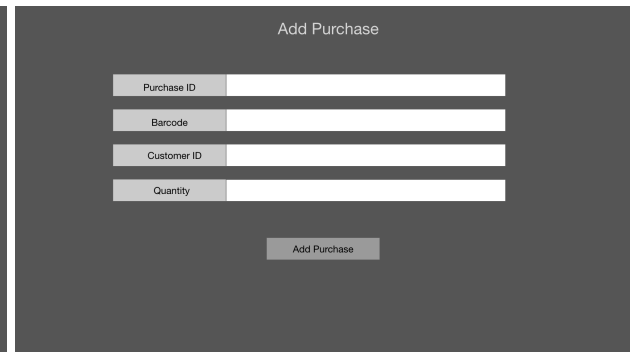 Add Purchase
Purchase ID
Barcode
Customer ID
Quantity
Add Purchase